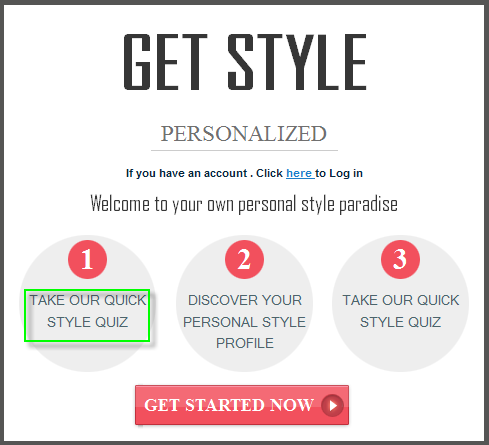 GET STYLE
PERSONALIZED
If you have an account . Click here to Log in
Welcome to your own personal style paradise
1
TAKE OUR QUICK
STYLE QUIZ
2
DISCOVER YOUR
PERSONAL STYLE
PROFILE
3
TAKE OUR QUICK
STYLE QUIZ
GET STARTED NOW